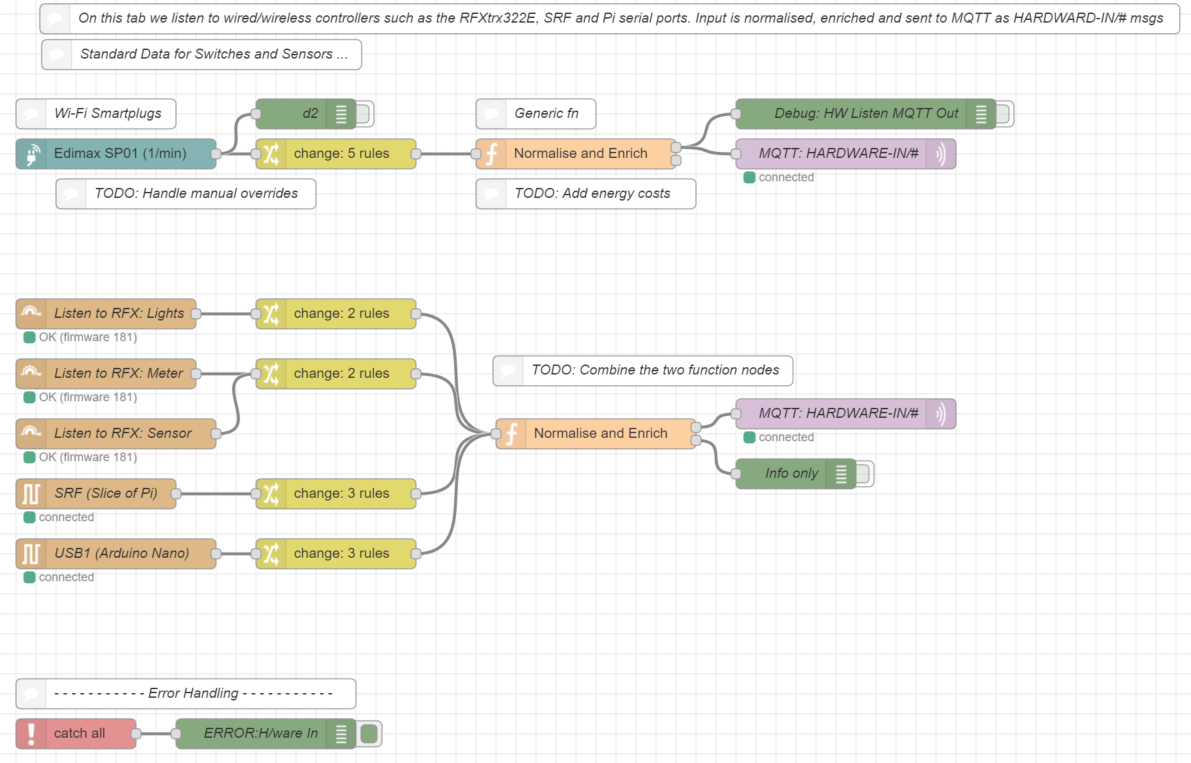 On this tab we listen to wired/wireless controllers such as the RFXtrx322E, SRF and Pi serial ports. Input is normalised, enriched and sent to MQTT as HARDWARD-IN/# msgs
Standard Data for Switches and Sensors ...
Wi-Fi Smartplugs
d2
Generic fn
Debug: HW Listen MQTT Out
Edimax SP01 (1/min)
change: 5 rules
Normalise and Enrich
MQTT: HARDWARE-IN/#
connected
TODO: Handle manual overrides
TODO: Add energy costs
Listen to RFX: Lights
change: 2 rules
OK (firmware 181)
Listen to RFX: Meter
change: 2 rules
TODO: Combine the two function nodes
OK (firmware 181)
MQTT: HARDWARE-IN/#
Listen to RFX: Sensor
Normalise and Enrich
connected
OK (firmware 181)
Info only
SRF (Slice of Pi)
change: 3 rules
connected
USB1 (Arduino Nano)
change: 3 rules
connected
- - - - - - - - - - - Error Handling - - - - - - - - - - -
catch all
ERROR:H/ware In